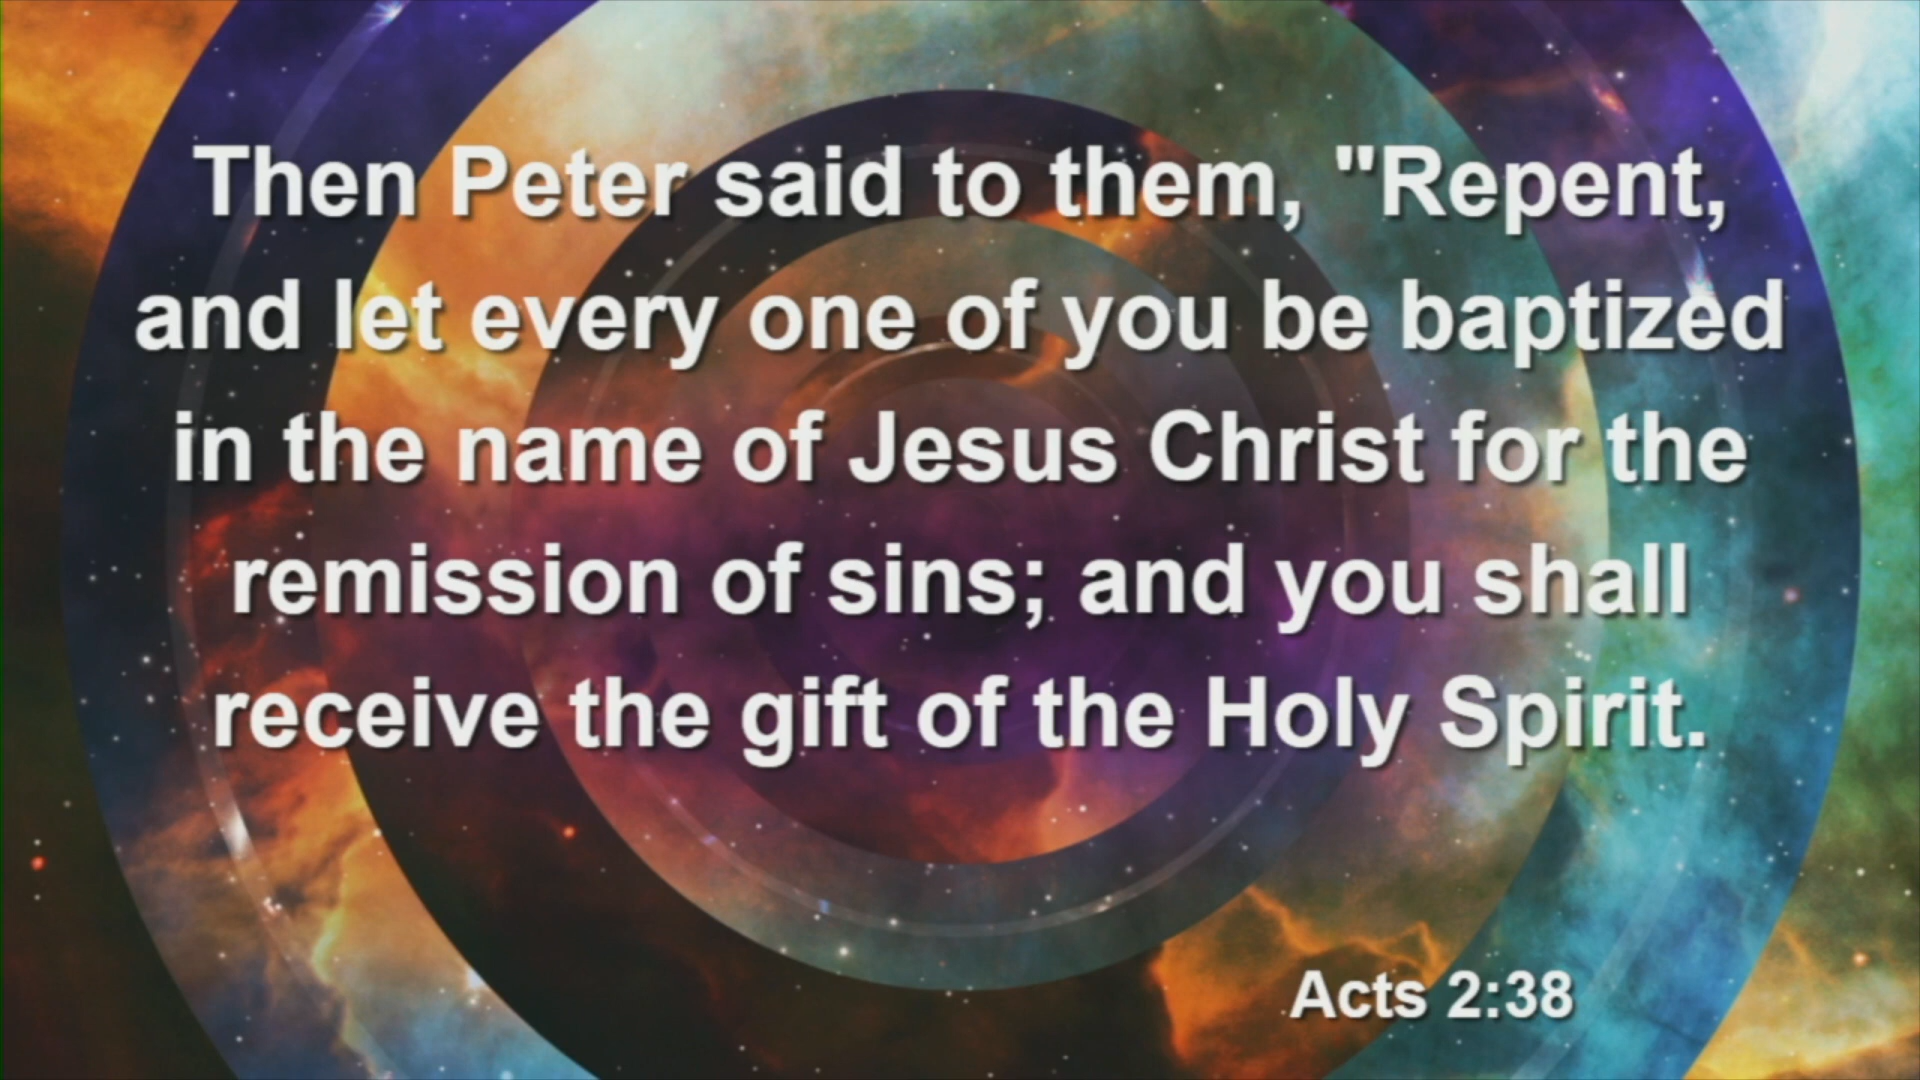 Then Peter said to them, "Repent,
and let every one of you be baptized
in the name of Jesus Christ for the
remission of sins; and you shall
receive the gift of the Holy Spirit.
Acts 2:38